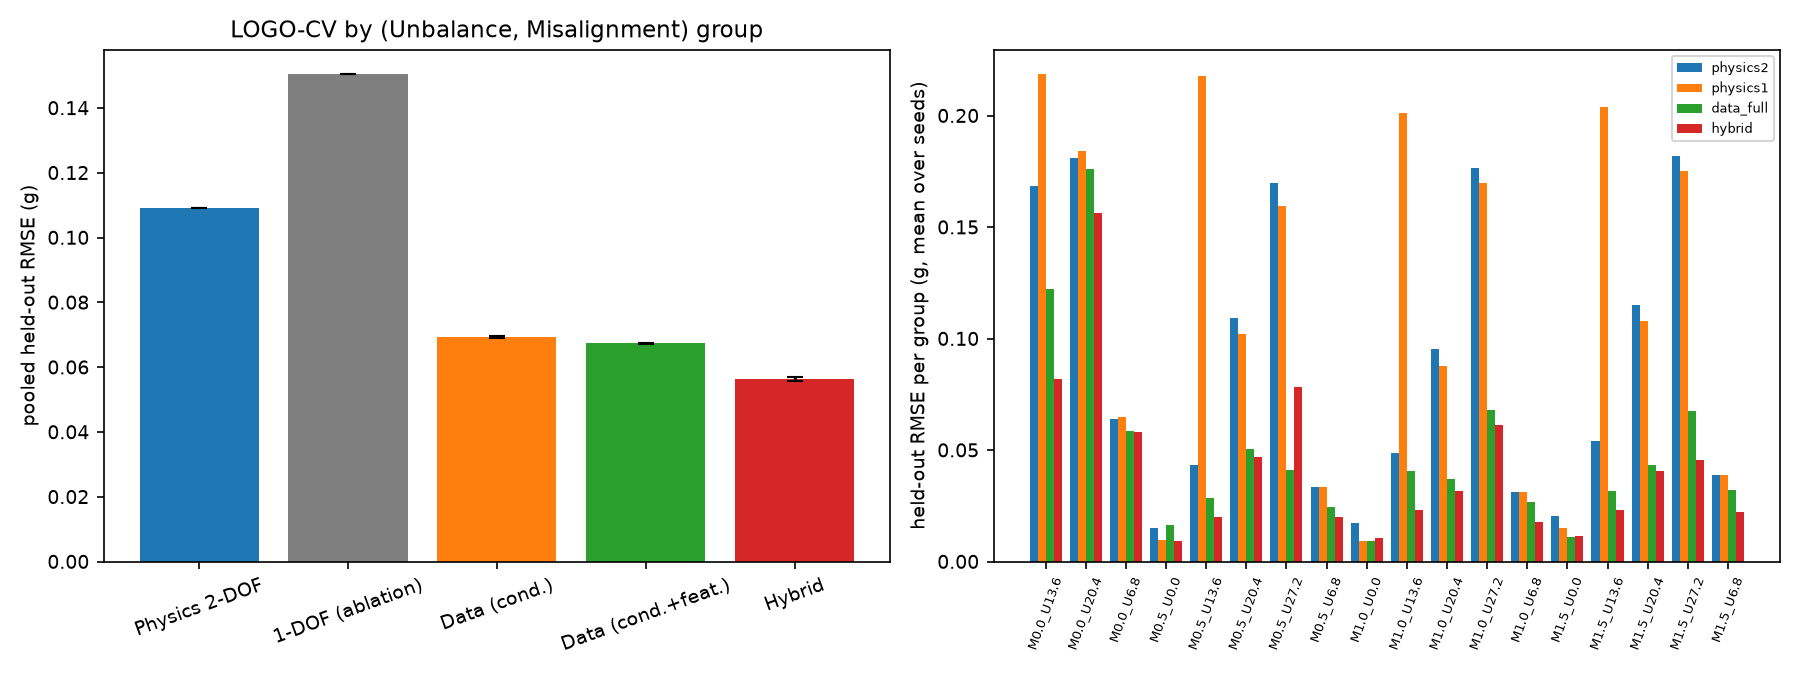 LOGO-CV by (Unbalance, Misalignment) group
pooled held-out RMSE (g)
0.14
0.12
0.10
0.08
0.06
0.04
0.02
0.00
Physics 2-DOF
1-DOF (ablation)
Data (cond.)
Data (cond.+feat.)
Hybrid
held-out RMSE per group (g, mean over seeds)
0.20
0.15
0.10
0.05
0.00
physics2
physics1
data_full
hybrid
M0.0_U13.6
M0.0_U20.4
M0.0_U6.8
M0.5_U0.0
M0.5_U13.6
M0.5_U20.4
M0.5_U27.2
M0.5_U6.8
M1.0_U0.0
M1.0_U13.6
M1.0_U20.4
M1.0_U27.2
M1.0_U6.8
M1.5_U0.0
M1.5_U13.6
M1.5_U20.4
M1.5_U27.2
M1.5_U6.8